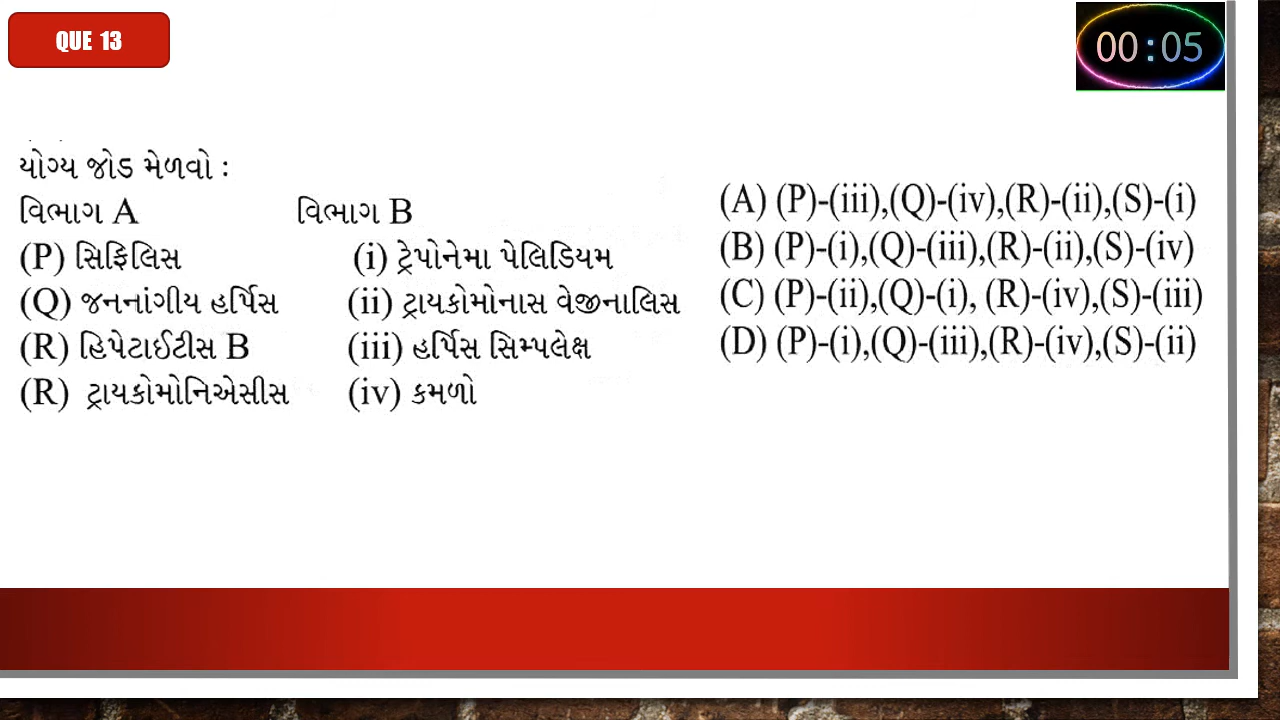 QUE 13
00:05
યોગ્ય જોડ મેળવો :
વિભાગ A વિભાગ B
(P) સિફિલિસ (i) ટ્રેપોનેમા પેલિડિયમ
(Q) જનનાંગીય હર્પિસ (ii) ટ્રાયકોમોનાસ વેજીનાલિસ
(R) હિપેટાઈટીસ B (iii) હર્પિસ સિમ્પલેક્ષ
(R) ટ્રાયકોમોનિએસીસ (iv) કમળો
(A) (P)-(iii),(Q)-(iv),(R)-(ii),(S)-(i)
(B) (P)-(i),(Q)-(iii),(R)-(ii),(S)-(iv)
(C) (P)-(ii),(Q)-(i), (R)-(iv),(S)-(iii)
(D) (P)-(i),(Q)-(iii),(R)-(iv),(S)-(ii)